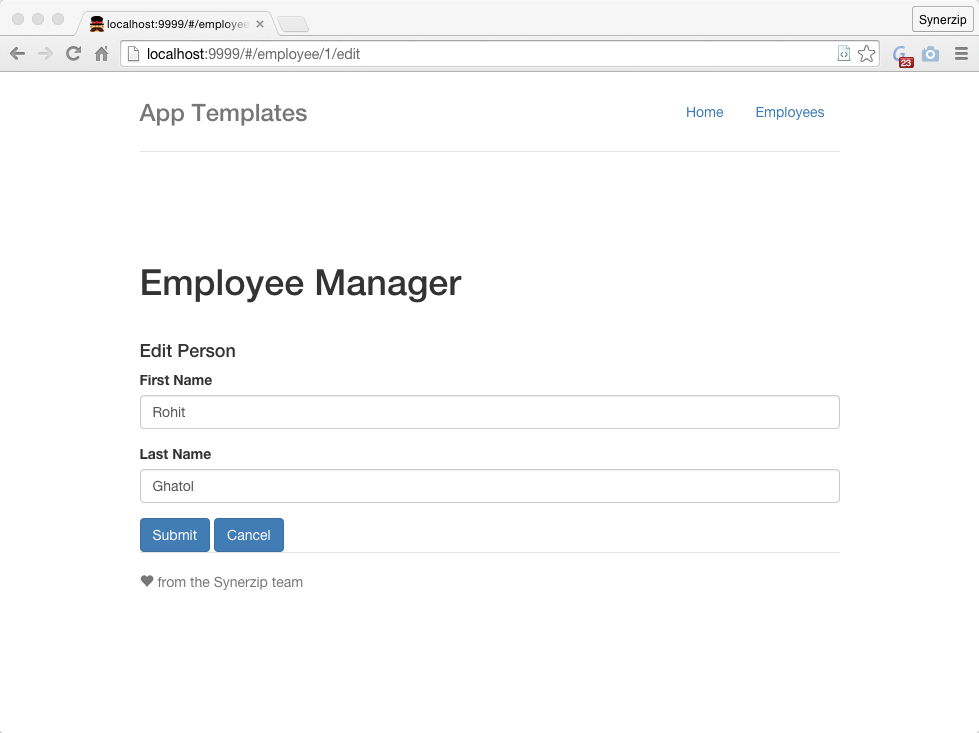 localhost:9999/#/employe
Synerzip
localhost:9999/#/employee/1/edit
23
App Templates
Home
Employees
Employee Manager
Edit Person
First Name
Rohit
Last Name
Ghatol
Submit
Cancel
from the Synerzip team